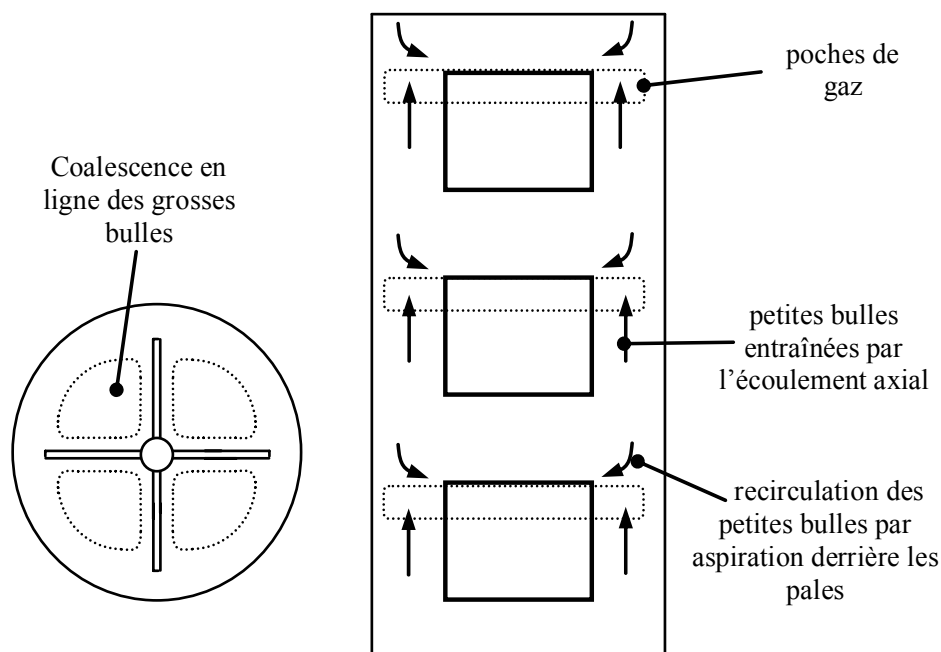 Coalescence en
ligne des grosses
bulles
poches de
gaz
petites bulles
entraînées par
l'écoulement axial
recirculation des
petites bulles par
aspiration derrière les
pales